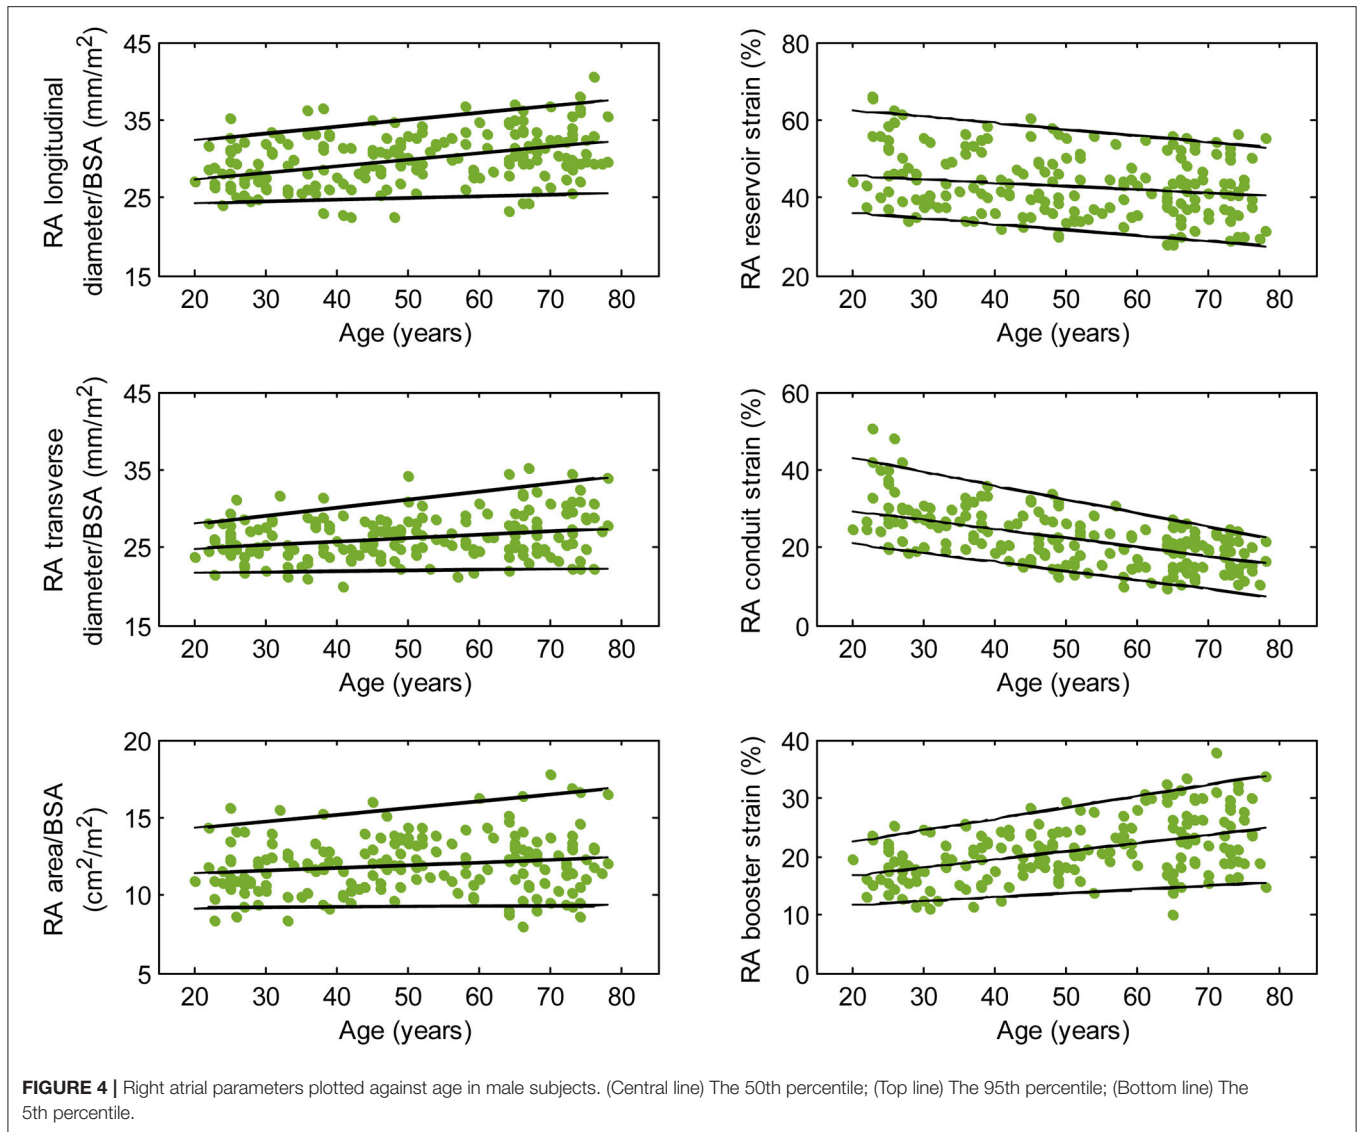 45
35
25
15
RA longitudinal
diameter/BSA (mm/m²)
20 30 40 50 60 70 80
Age (years)
80
60
40
20
RA reservoir strain (%)
20 30 40 50 60 70 80
Age (years)
45
35
25
15
RA transverse
diameter/BSA (mm/m²)
20 30 40 50 60 70 80
Age (years)
60
40
20
0
RA conduit strain (%)
20 30 40 50 60 70 80
Age (years)
20
15
10
5
RA area/BSA
(cm²/m²)
20 30 40 50 60 70 80
Age (years)
40
30
20
10
0
RA booster strain (%)
20 30 40 50 60 70 80
Age (years)
FIGURE 4 | Right atrial parameters plotted against age in male subjects. (Central line) The 50th percentile; (Top line) The 95th percentile; (Bottom line) The
5th percentile.